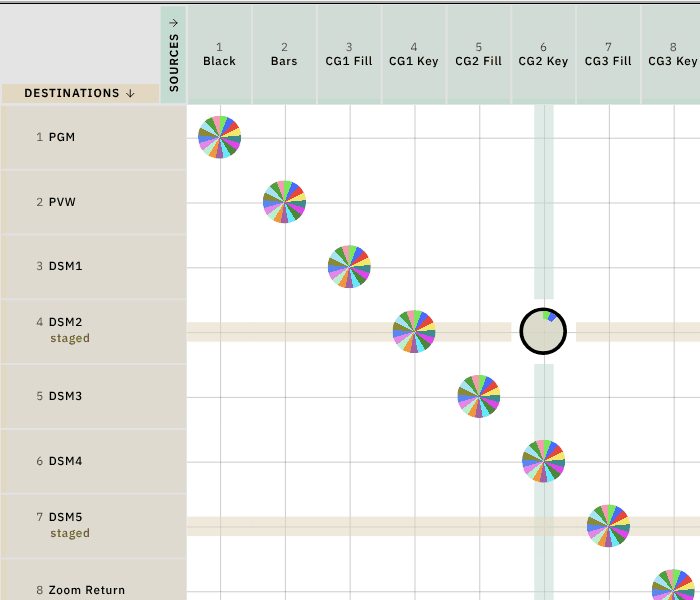 SOURCES →
1 2 3 4 5 6 7 8
Black Bars CG1 Fill CG1 Key CG2 Fill CG2 Key CG3 Fill CG3 Key
DESTINATIONS ↓
1 PGM
2 PVW
3 DSM1
4 DSM2
staged
5 DSM3
6 DSM4
7 DSM5
staged
8 Zoom Return